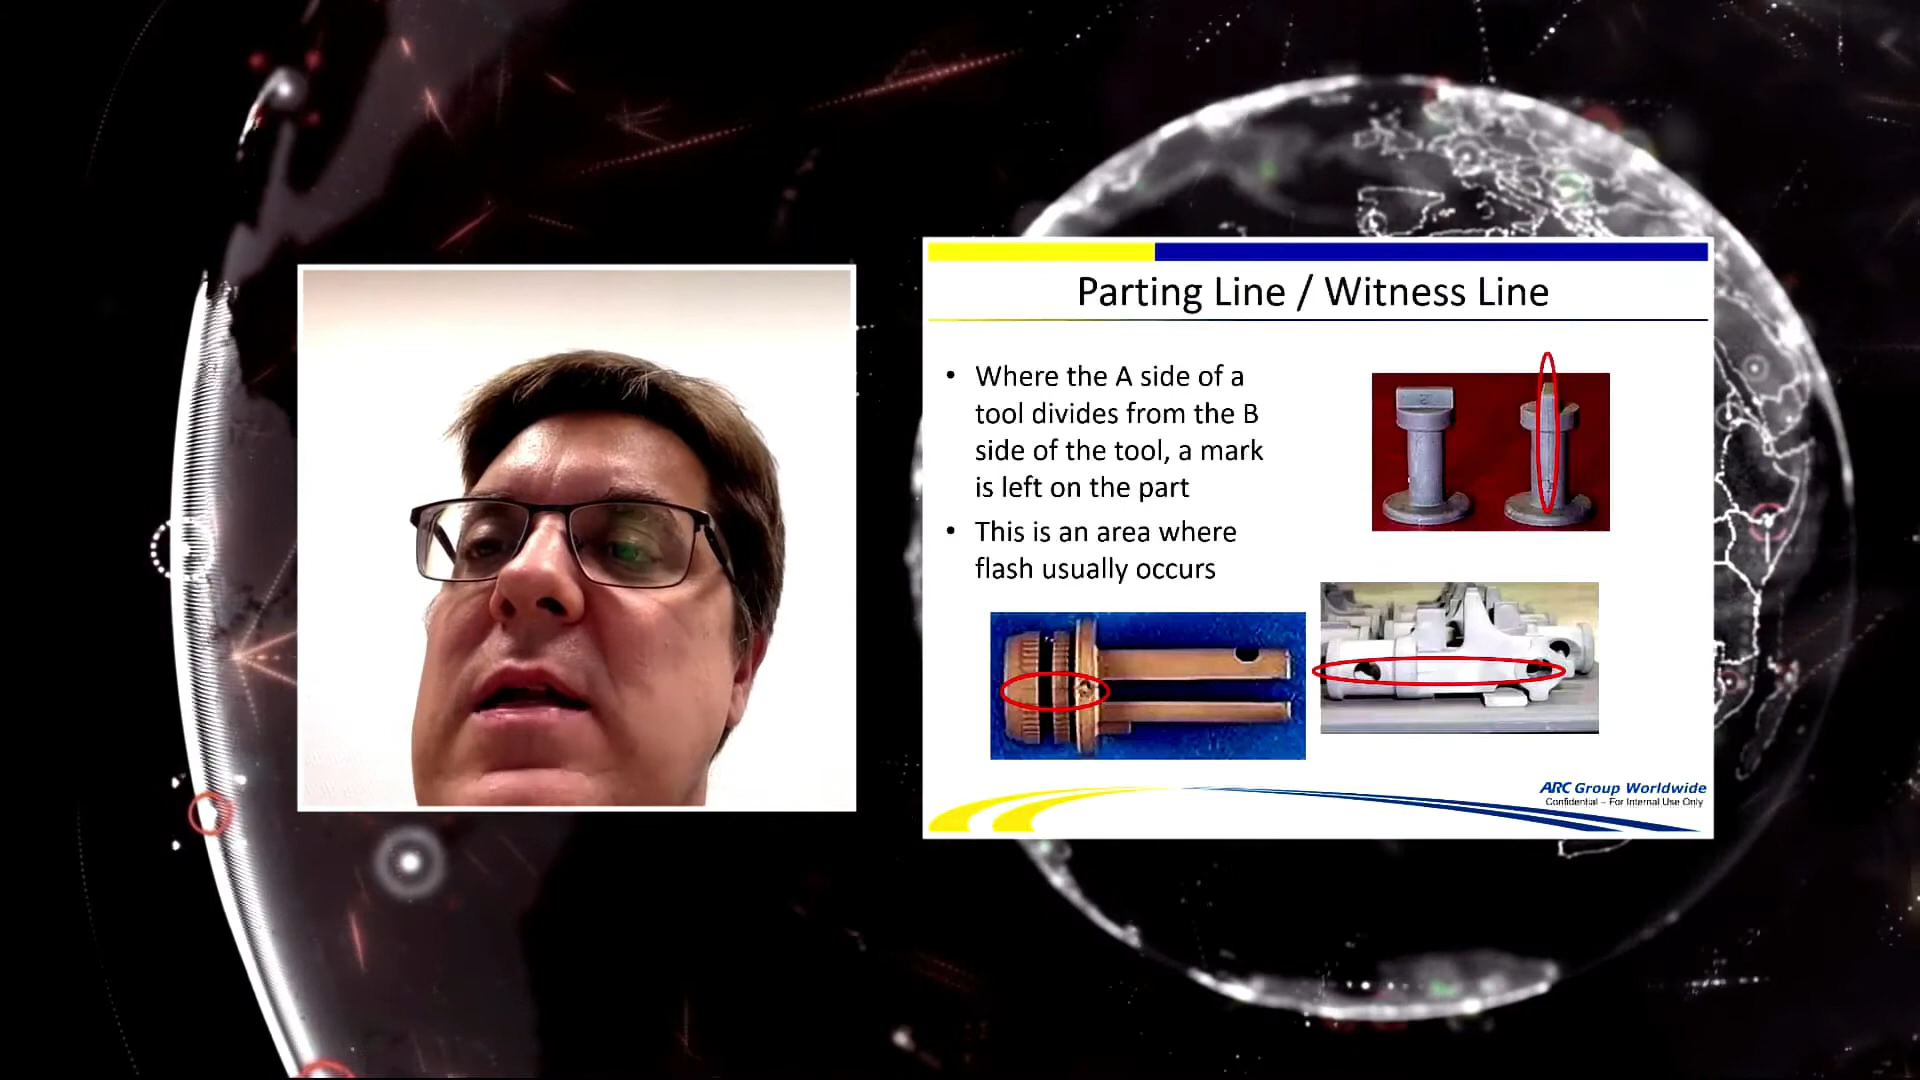 Parting Line / Witness Line
• Where the A side of a
tool divides from the B
side of the tool, a mark
is left on the part
• This is an area where
flash usually occurs
ARC Group Worldwide
Confidential – For Internal Use Only